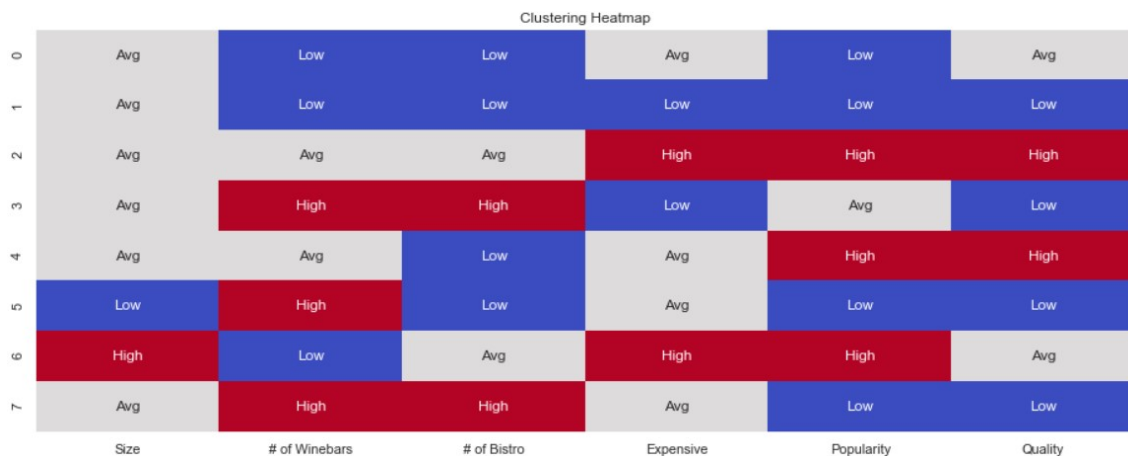 Clustering Heatmap
0 Avg Low Low Avg Low Avg
1 Avg Low Low Low Low Low
2 Avg Avg Avg High High High
3 Avg High High Low Avg Low
4 Avg Avg Low Avg High High
5 Low High Low Avg Low Low
6 High Low Avg High High Avg
7 Avg High High Avg Low Low
Size # of Winebars # of Bistro Expensive Popularity Quality